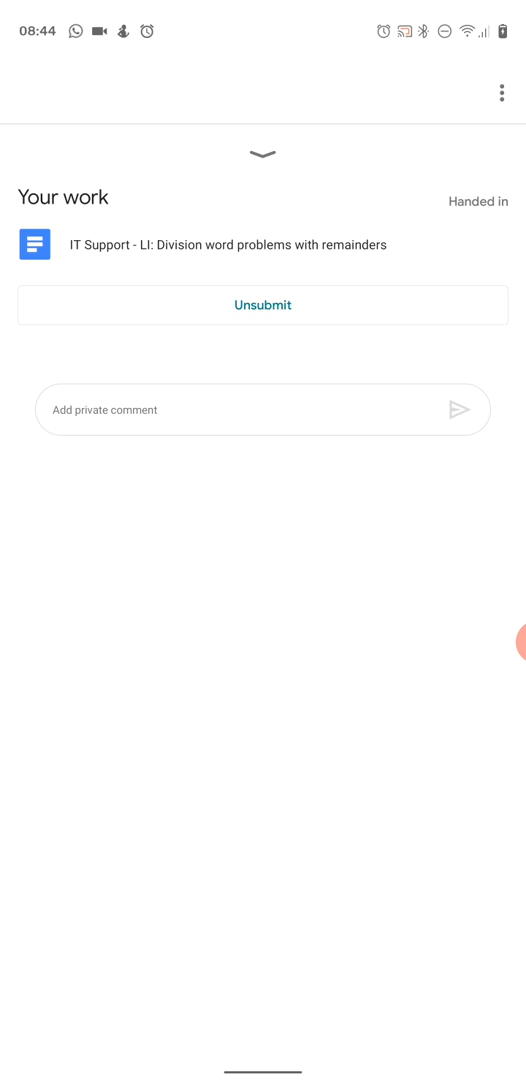 08:44
Your work
Handed in
IT Support - LI: Division word problems with remainders
Unsubmit
Add private comment